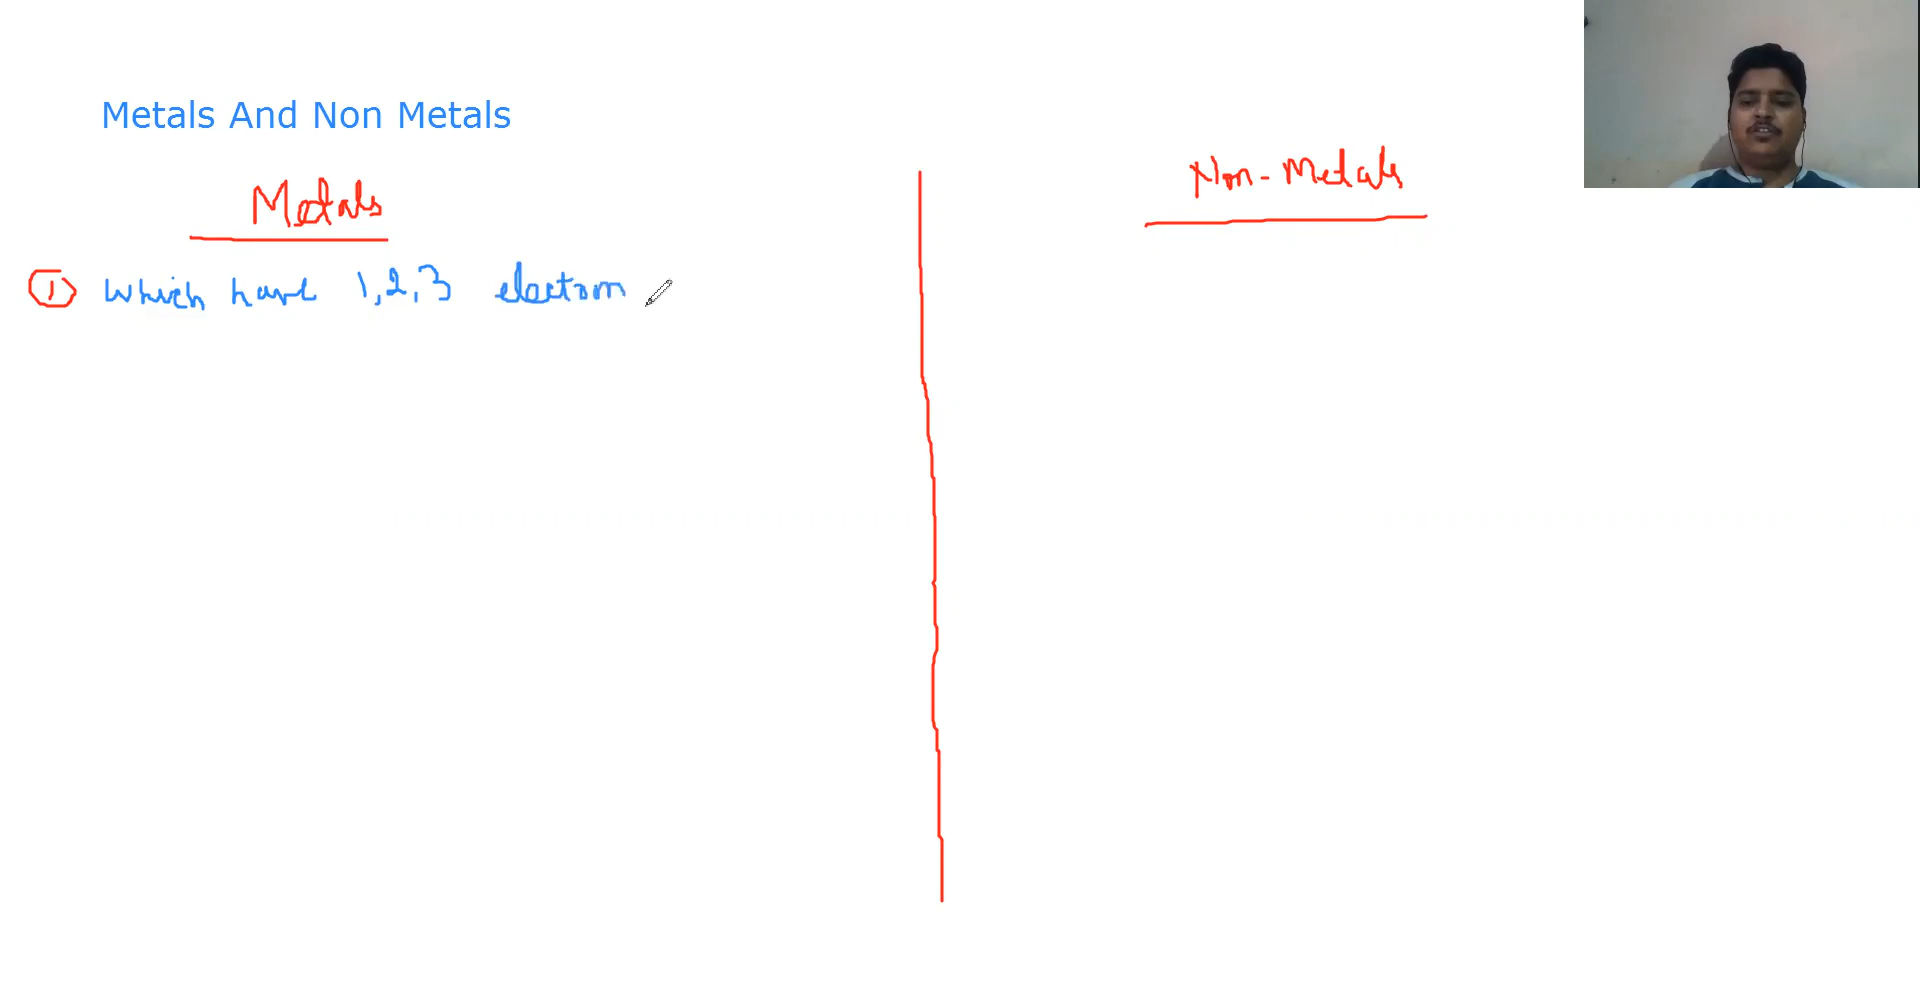 Metals And Non Metals
Metals
Non-Metals
① Which have 1,2,3 electron